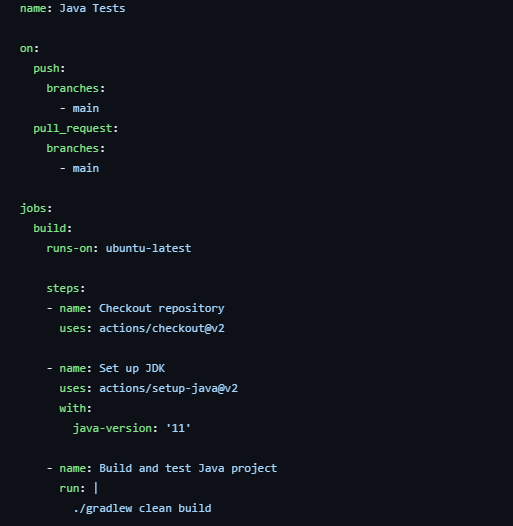 name: Java Tests

on:
  push:
    branches:
      - main
  pull_request:
    branches:
      - main

jobs:
  build:
    runs-on: ubuntu-latest

    steps:
    - name: Checkout repository
      uses: actions/checkout@v2

    - name: Set up JDK
      uses: actions/setup-java@v2
      with:
        java-version: '11'

    - name: Build and test Java project
      run: |
        ./gradlew clean build